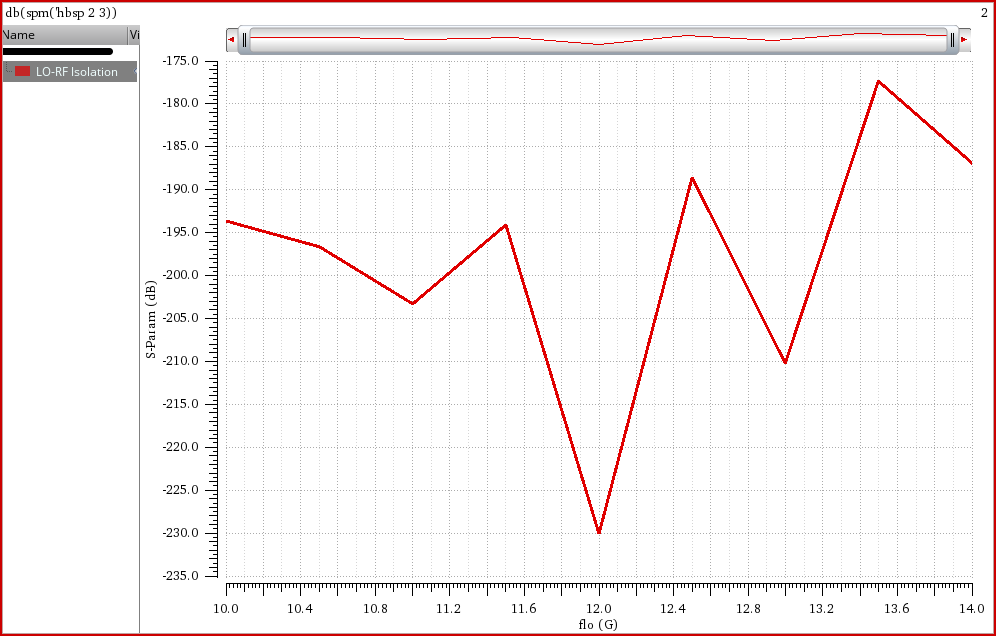 db(spm('hbsp 2 3))
2
Name Vi
LO-RF Isolation
-175.0
-180.0
-185.0
-190.0
-195.0
-200.0
-205.0
-210.0
-215.0
-220.0
-225.0
-230.0
-235.0
S-Param (dB)
10.0 10.4 10.8 11.2 11.6 12.0 12.4 12.8 13.2 13.6 14.0
flo (G)